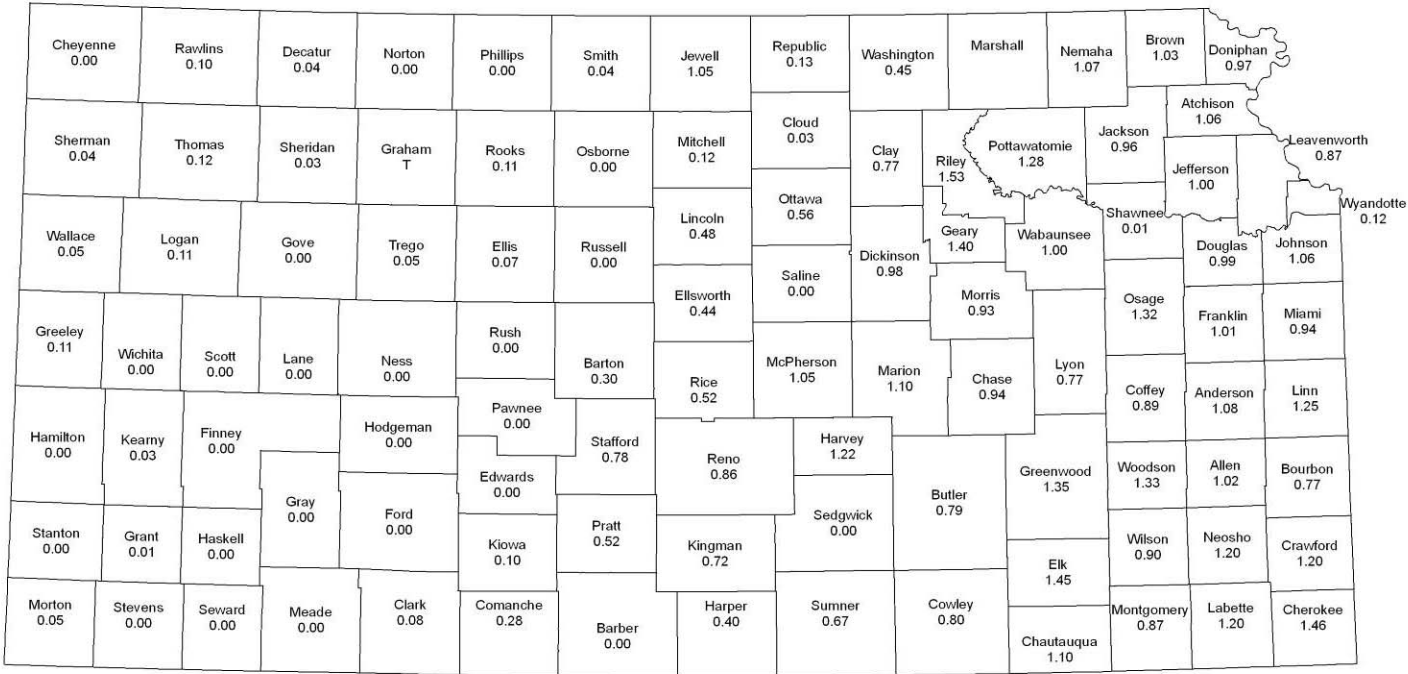 Cheyenne
0.00
Rawlins
0.10
Decatur
0.04
Norton
0.00
Phillips
0.00
Smith
0.04
Jewell
1.05
Republic
0.13
Washington
0.45
Marshall
Nemaha
1.07
Brown
1.03
Doniphan
0.97
Sherman
0.04
Thomas
0.12
Sheridan
0.03
Graham
T
Rooks
0.11
Osborne
0.00
Mitchell
0.12
Cloud
0.03
Clay
0.77
Riley
1.53
Pottawatomie
1.28
Jackson
0.96
Atchison
1.06
Jefferson
1.00
Leavenworth
0.87
Wyandotte
0.12
Wallace
0.05
Logan
0.11
Gove
0.00
Trego
0.05
Ellis
0.07
Russell
0.00
Lincoln
0.48
Ottawa
0.56
Saline
0.00
Dickinson
0.98
Geary
1.40
Wabaunsee
1.00
Shawnee
0.01
Douglas
0.99
Johnson
1.06
Greeley
0.11
Wichita
0.00
Scott
0.00
Lane
0.00
Ness
0.00
Rush
0.00
Barton
0.30
Ellsworth
0.44
Rice
0.52
McPherson
1.05
Marion
1.10
Morris
0.93
Chase
0.94
Lyon
0.77
Osage
1.32
Franklin
1.01
Miami
0.94
Coffey
0.89
Anderson
1.08
Linn
1.25
Hamilton
0.00
Kearny
0.03
Finney
0.00
Hodgeman
0.00
Pawnee
0.00
Edwards
0.00
Stafford
0.78
Reno
0.86
Harvey
1.22
Butler
0.79
Greenwood
1.35
Woodson
1.33
Allen
1.02
Bourbon
0.77
Stanton
0.00
Grant
0.01
Haskell
0.00
Gray
0.00
Ford
0.00
Kiowa
0.10
Pratt
0.52
Kingman
0.72
Sedgwick
0.00
Elk
1.45
Wilson
0.90
Neosho
1.20
Crawford
1.20
Morton
0.05
Stevens
0.00
Seward
0.00
Meade
0.00
Clark
0.08
Comanche
0.28
Barber
0.00
Harper
0.40
Sumner
0.67
Cowley
0.80
Chautauqua
1.10
Montgomery
0.87
Labette
1.20
Cherokee
1.46